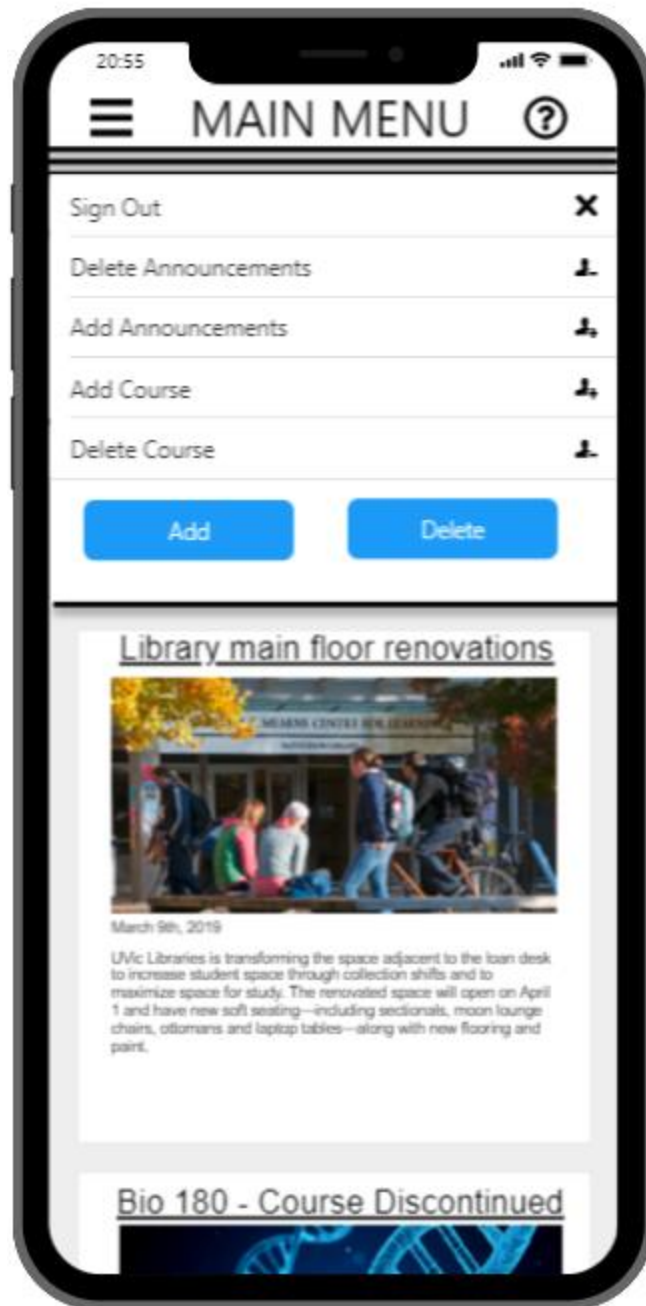 20:55
MAIN MENU
Sign Out
Delete Announcements
Add Announcements
Add Course
Delete Course
Add Delete
Library main floor renovations
MEARNS CENTRE FOR LEARNING
March 9th, 2019
UVic Libraries is transforming the space adjacent to the loan desk
to increase student space through collection shifts and to
maximize space for study. The renovated space will open on April
1 and have new soft seating—including sectionals, moon lounge
chairs, ottomans and laptop tables—along with new flooring and
paint.
Bio 180 - Course Discontinued